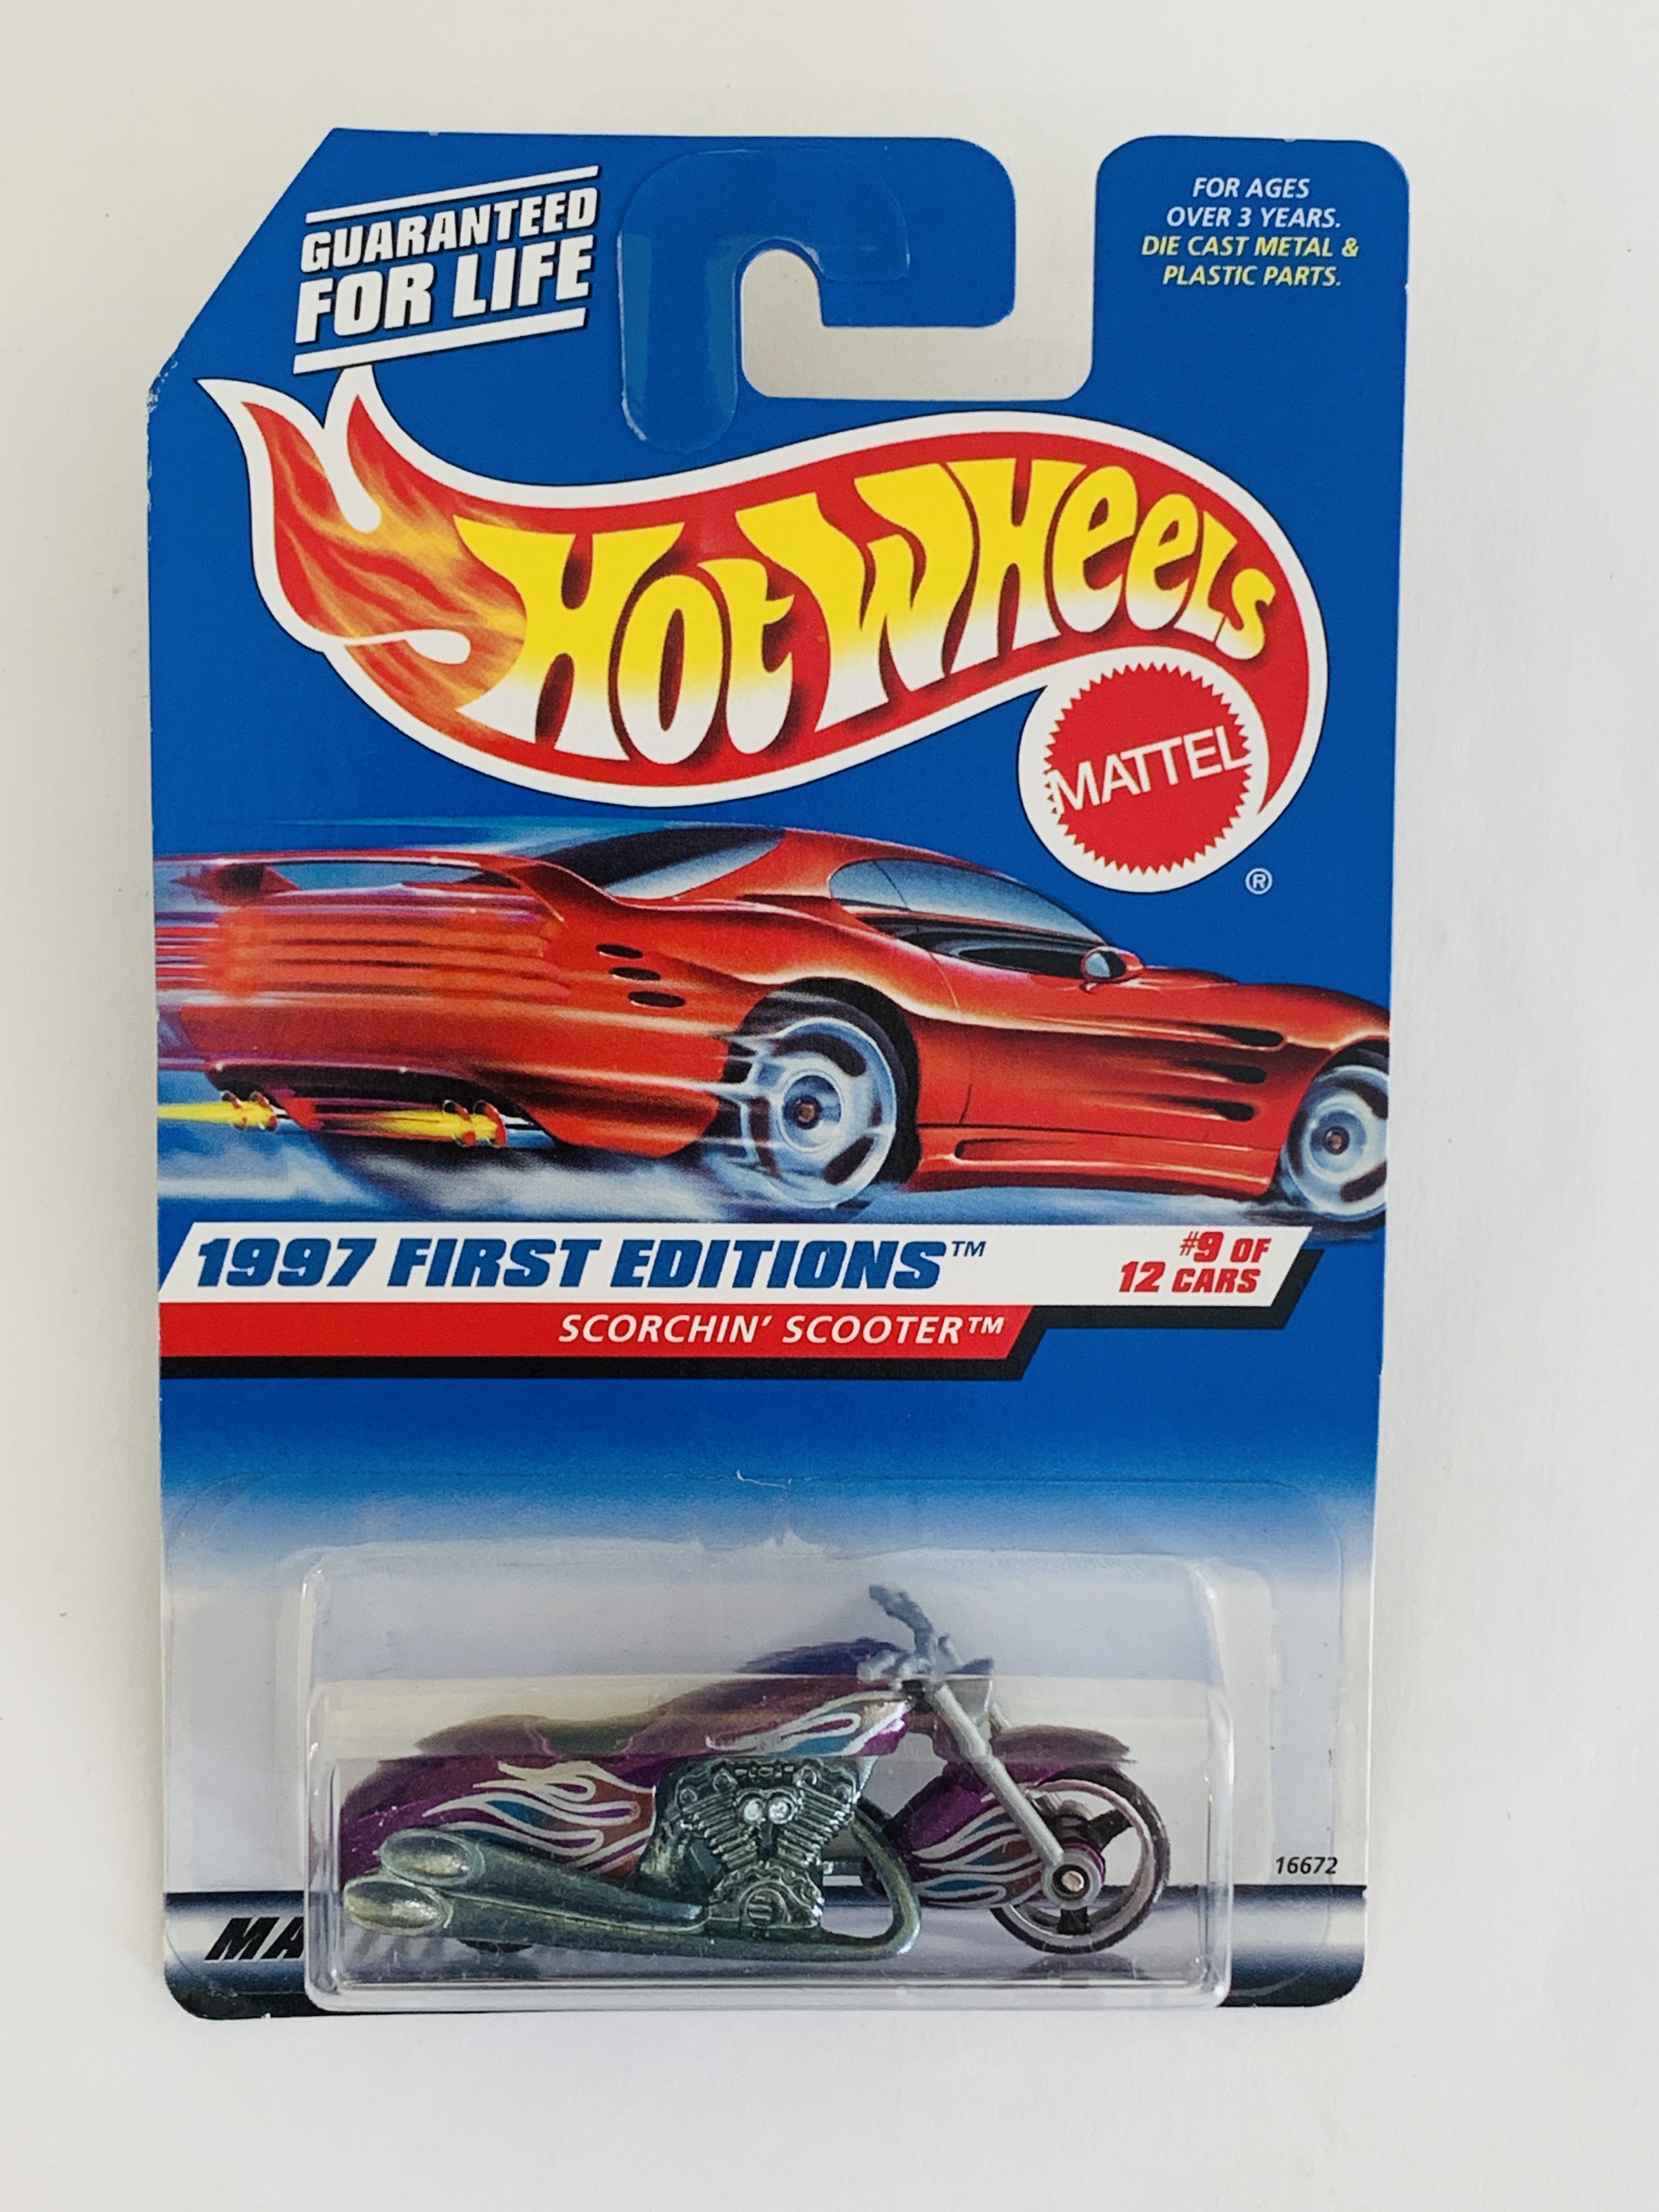 GUARANTEED
FOR LIFE
FOR AGES
OVER 3 YEARS.
DIE CAST METAL &
PLASTIC PARTS.
HOT WHEELS
MATTEL
®
1997 FIRST EDITIONS™
#9 OF
12 CARS
SCORCHIN' SCOOTER™
16672